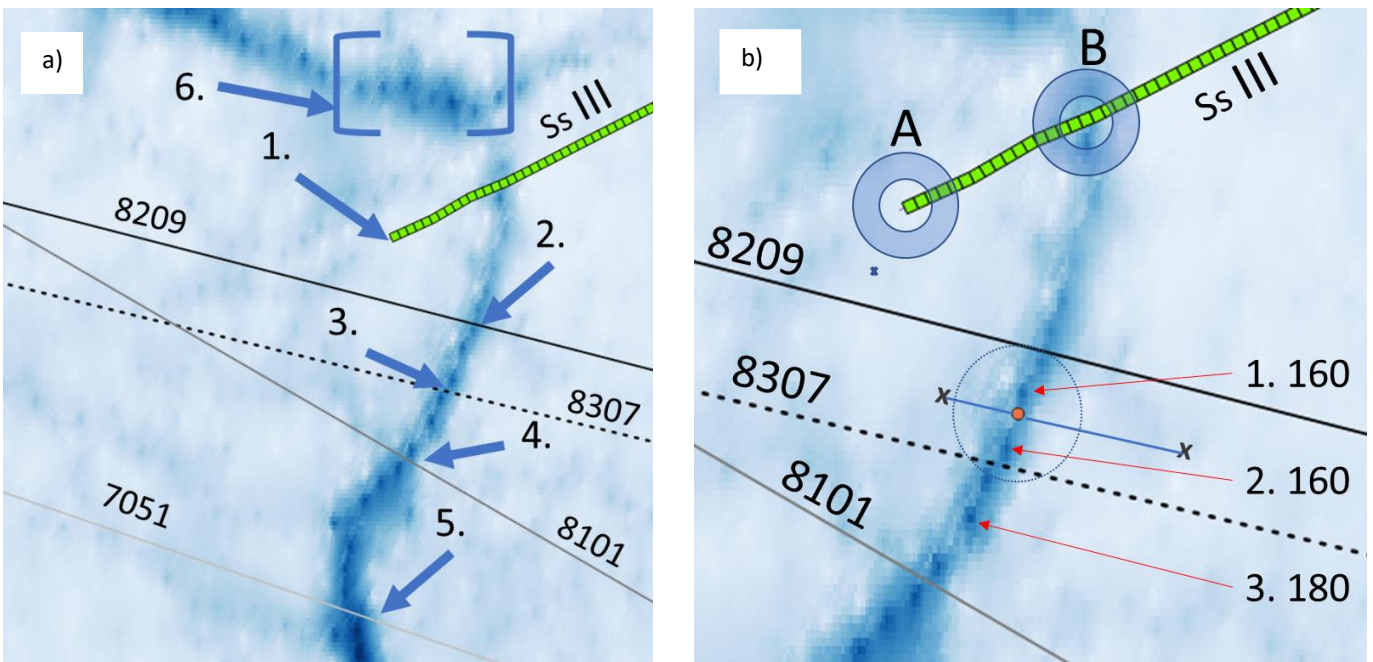 a)
6.
Ss III
1.
8209
2.
3.
8307
4.
7051
5.
8101
b)
B
A
Ss III
8209
1. 160
8307
x
x
2. 160
8101
3. 180